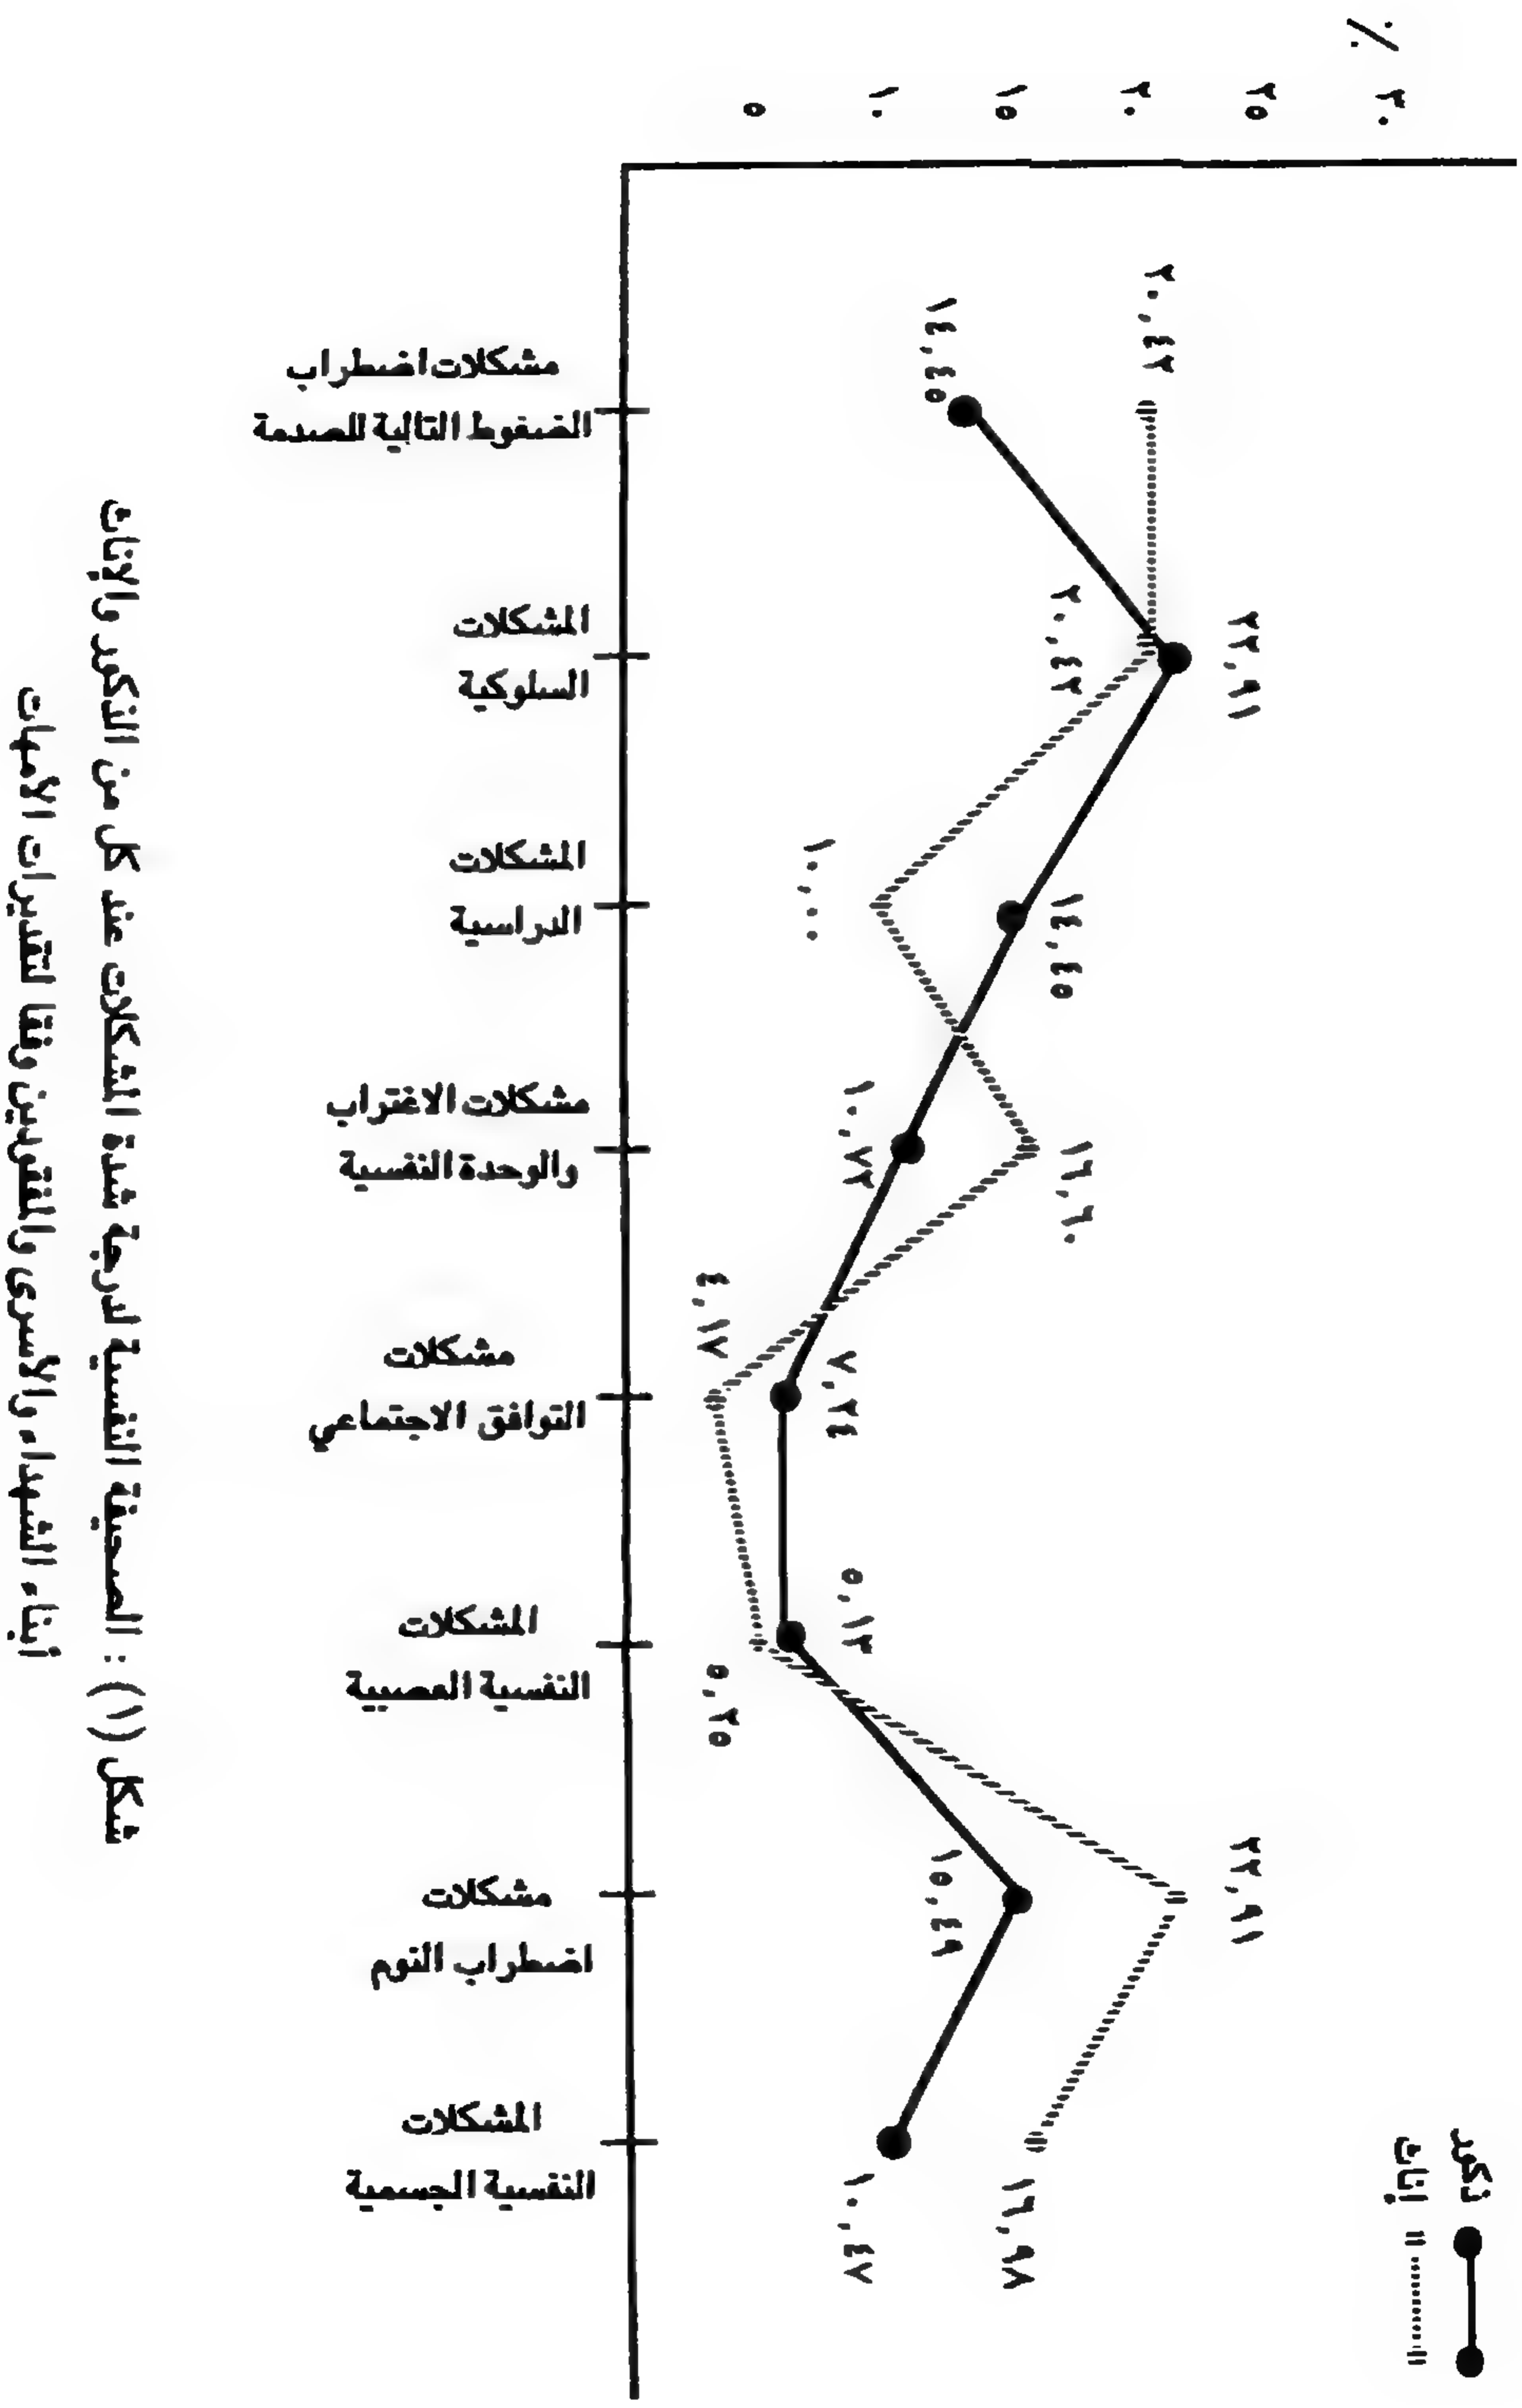 ٪
٣٠
٢٥
٢٠
١٥
١٠
٥
ذكور
إناث
٢٠,٤٢
١٤,٤٥
٢٢,٩١
٢٠,٤٢
١٤,٤٥
١٠,٠٠
١٦,٦٠
١٠,٧٢
٧,٢٤
٤,١٧
٥,١٣
٥,٢٥
٢٢,٩١
١٥,٤٩
١٦,٩٨
١٠,٤٧
مشكلات اضطراب
الضغوط التالية للصدمة
المشكلات
السلوكية
المشكلات
الدراسية
مشكلات الاغتراب
والوحدة النفسية
مشكلات
التوافق الاجتماعي
المشكلات
النفسية العصبية
مشكلات
اضطراب النوم
المشكلات
النفسية الجسمية
شكل (١) : الصحيفة النفسية لدرجة شدة المشكلات عند كل من الذكور والإناث
أبناء الشهداء والأسرى والمفقودين وفقا لتقديرات الأمهات